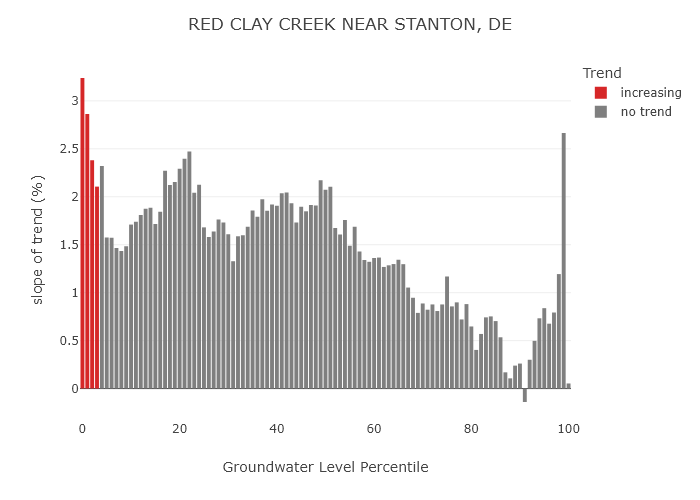 RED CLAY CREEK NEAR STANTON, DE
Trend
increasing
no trend
slope of trend (%)
3
2.5
2
1.5
1
0.5
0
0 20 40 60 80 100
Groundwater Level Percentile